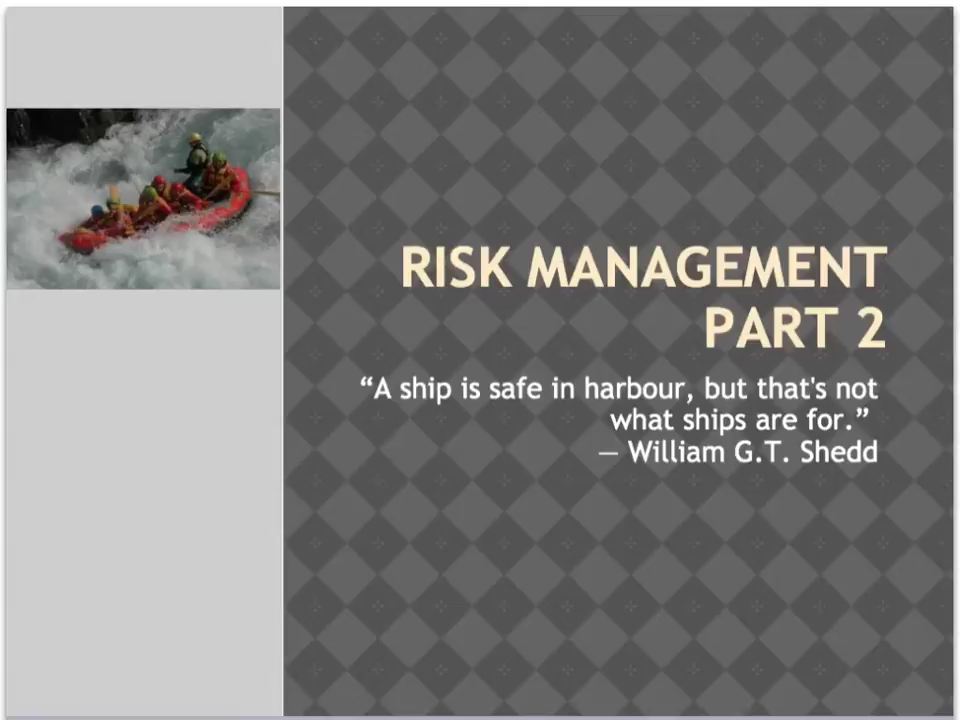 RISK MANAGEMENT
PART 2
“A ship is safe in harbour, but that's not
what ships are for.”
— William G.T. Shedd